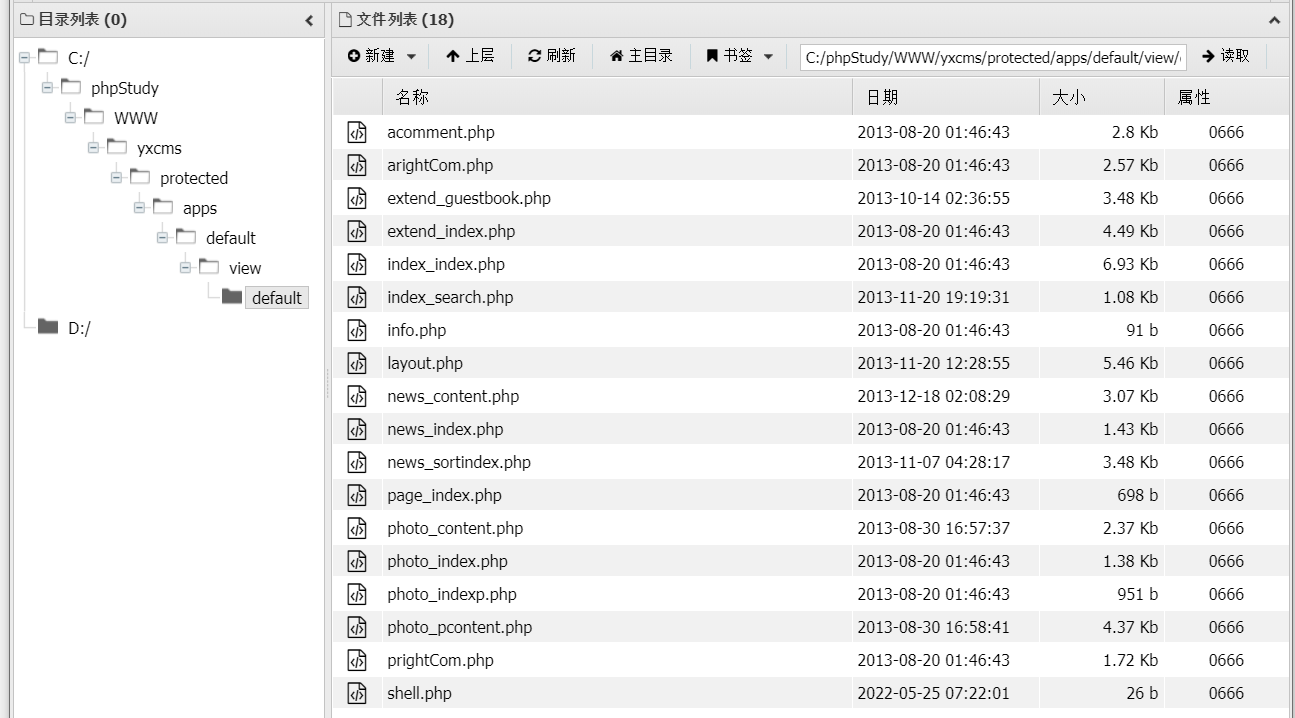 目录列表 (0)
C:/
phpStudy
WWW
yxcms
protected
apps
default
view
default
D:/
文件列表 (18)
新建 上层 刷新 主目录 书签 C:/phpStudy/WWW/yxcms/protected/apps/default/view/ 读取
名称 日期 大小 属性
acomment.php 2013-08-20 01:46:43 2.8 Kb 0666
arightCom.php 2013-08-20 01:46:43 2.57 Kb 0666
extend_guestbook.php 2013-10-14 02:36:55 3.48 Kb 0666
extend_index.php 2013-08-20 01:46:43 4.49 Kb 0666
index_index.php 2013-08-20 01:46:43 6.93 Kb 0666
index_search.php 2013-11-20 19:19:31 1.08 Kb 0666
info.php 2013-08-20 01:46:43 91 b 0666
layout.php 2013-11-20 12:28:55 5.46 Kb 0666
news_content.php 2013-12-18 02:08:29 3.07 Kb 0666
news_index.php 2013-08-20 01:46:43 1.43 Kb 0666
news_sortindex.php 2013-11-07 04:28:17 3.48 Kb 0666
page_index.php 2013-08-20 01:46:43 698 b 0666
photo_content.php 2013-08-30 16:57:37 2.37 Kb 0666
photo_index.php 2013-08-20 01:46:43 1.38 Kb 0666
photo_indexp.php 2013-08-20 01:46:43 951 b 0666
photo_pcontent.php 2013-08-30 16:58:41 4.37 Kb 0666
prightCom.php 2013-08-20 01:46:43 1.72 Kb 0666
shell.php 2022-05-25 07:22:01 26 b 0666